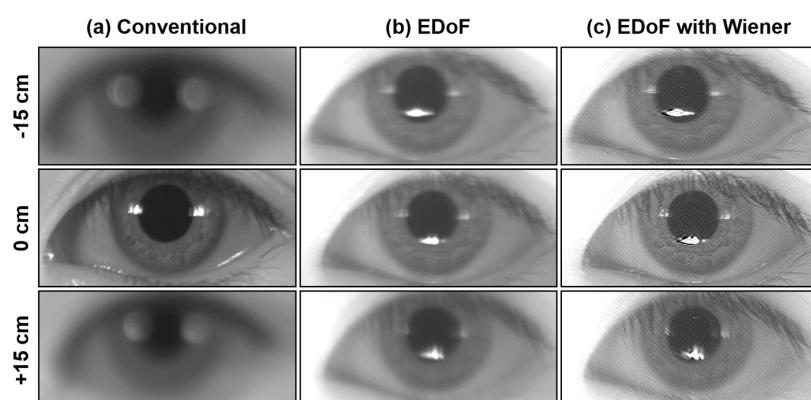 (a) Conventional
(b) EDoF
(c) EDoF with Wiener
-15 cm
0 cm
+15 cm